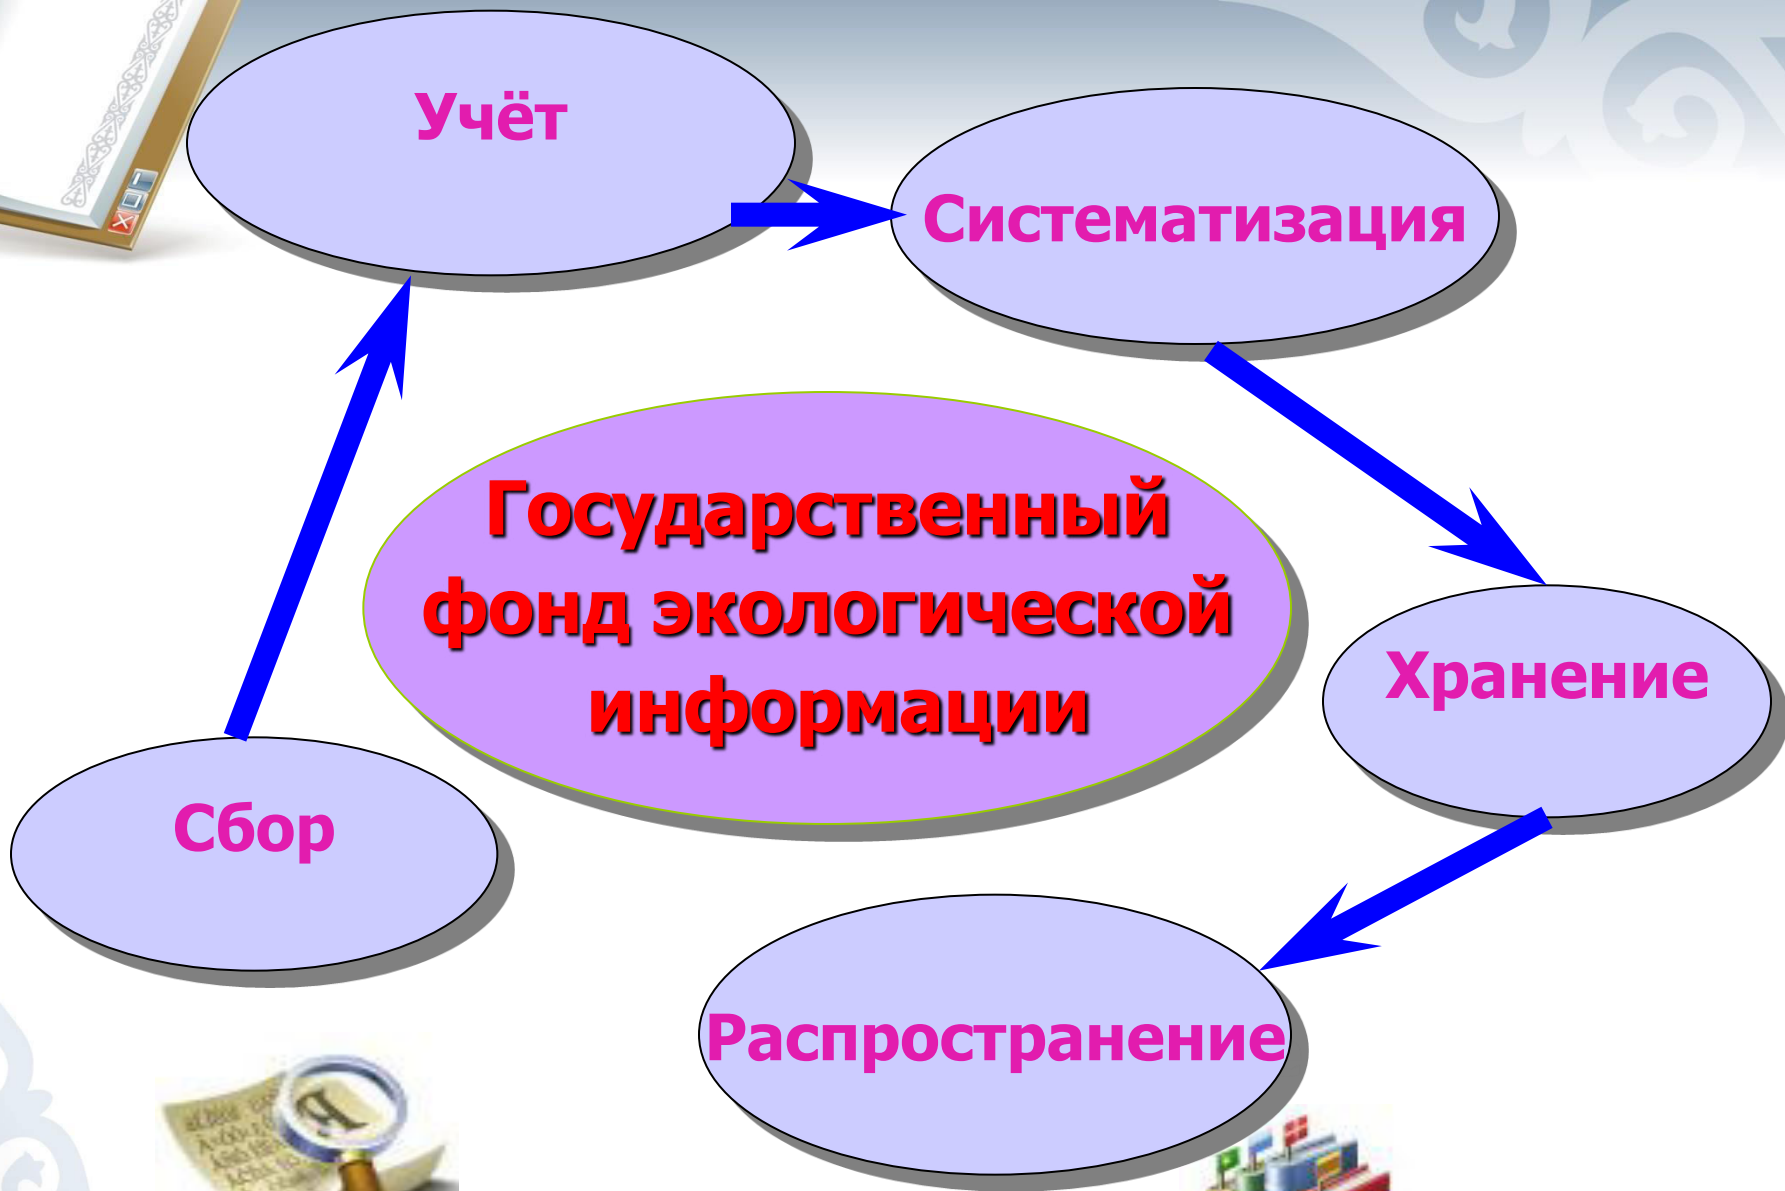 Учёт
Систематизация
Государственный
фонд экологической
информации
Хранение
Сбор
Распространение